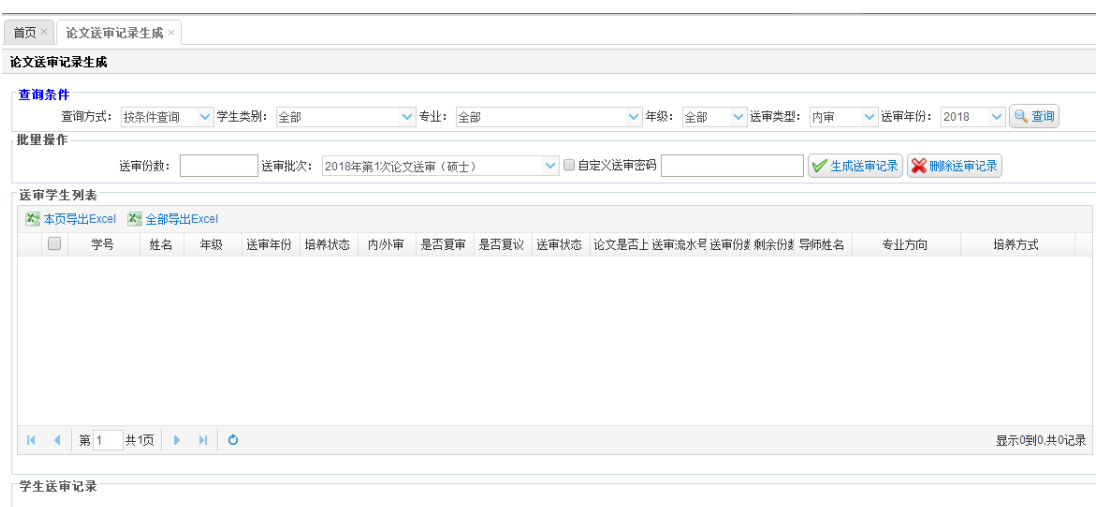 首页 × 论文送审记录生成 ×
论文送审记录生成
查询条件
查询方式： 按条件查询 学生类别： 全部 专业： 全部 年级： 全部 送审类型： 内审 送审年份： 2018 查询
批里操作
送审份数： 送审批次： 2018年第1次论文送审（硕士） 自定义送审密码 生成送审记录 删除送审记录
送审学生列表
本页导出Excel 全部导出Excel
学号 姓名 年级 送审年份 培养状态 内/外审 是否复审 是否复议 送审状态 论文是否上 送审流水号 送审份数 剩余份数 导师姓名 专业方向 培养方式
第 1 共1页 显示0到0,共0记录
学生送审记录